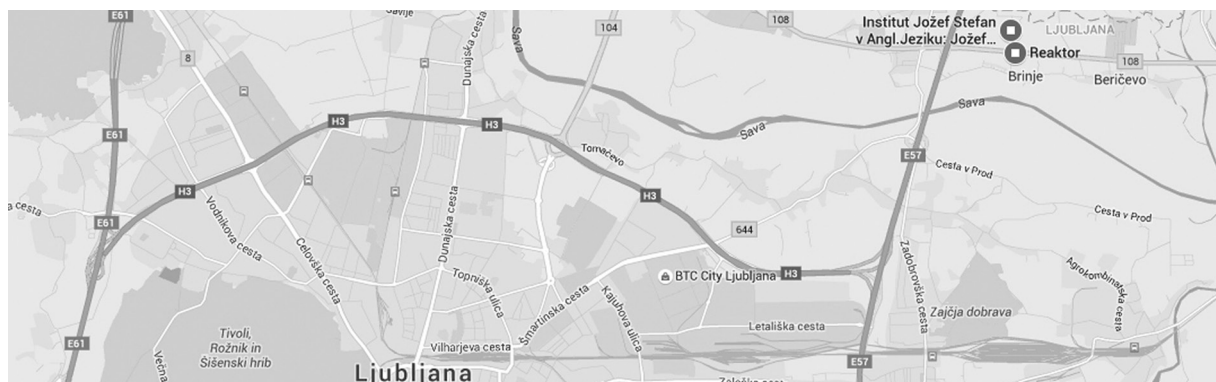 E61
Savlje
Sava
Dunajska cesta
104
108
Institut Jožef Stefan
v Angl.Jeziku: Jožef...
LJUBLJANA
Reaktor
108
Brinje
Beričevo
8
Sava
Sava
E61
H3
H3
H3
Tomačevo
E57
Cesta v Prod
H3
H3
a cesta
E61
Vodnikova cesta
Celovška cesta
Dunajska cesta
644
Cesta v Prod
Zadobrovška cesta
Topniška ulica
BTC City Ljubljana
H3
Agrokombinatska cesta
Šmartinska cesta
Kajuhova ulica
Zajčja dobrava
Letališka cesta
Tivoli,
Rožnik in
Šišenski hrib
E61
Večna
Vilharjeva cesta
E57
Ljubljana